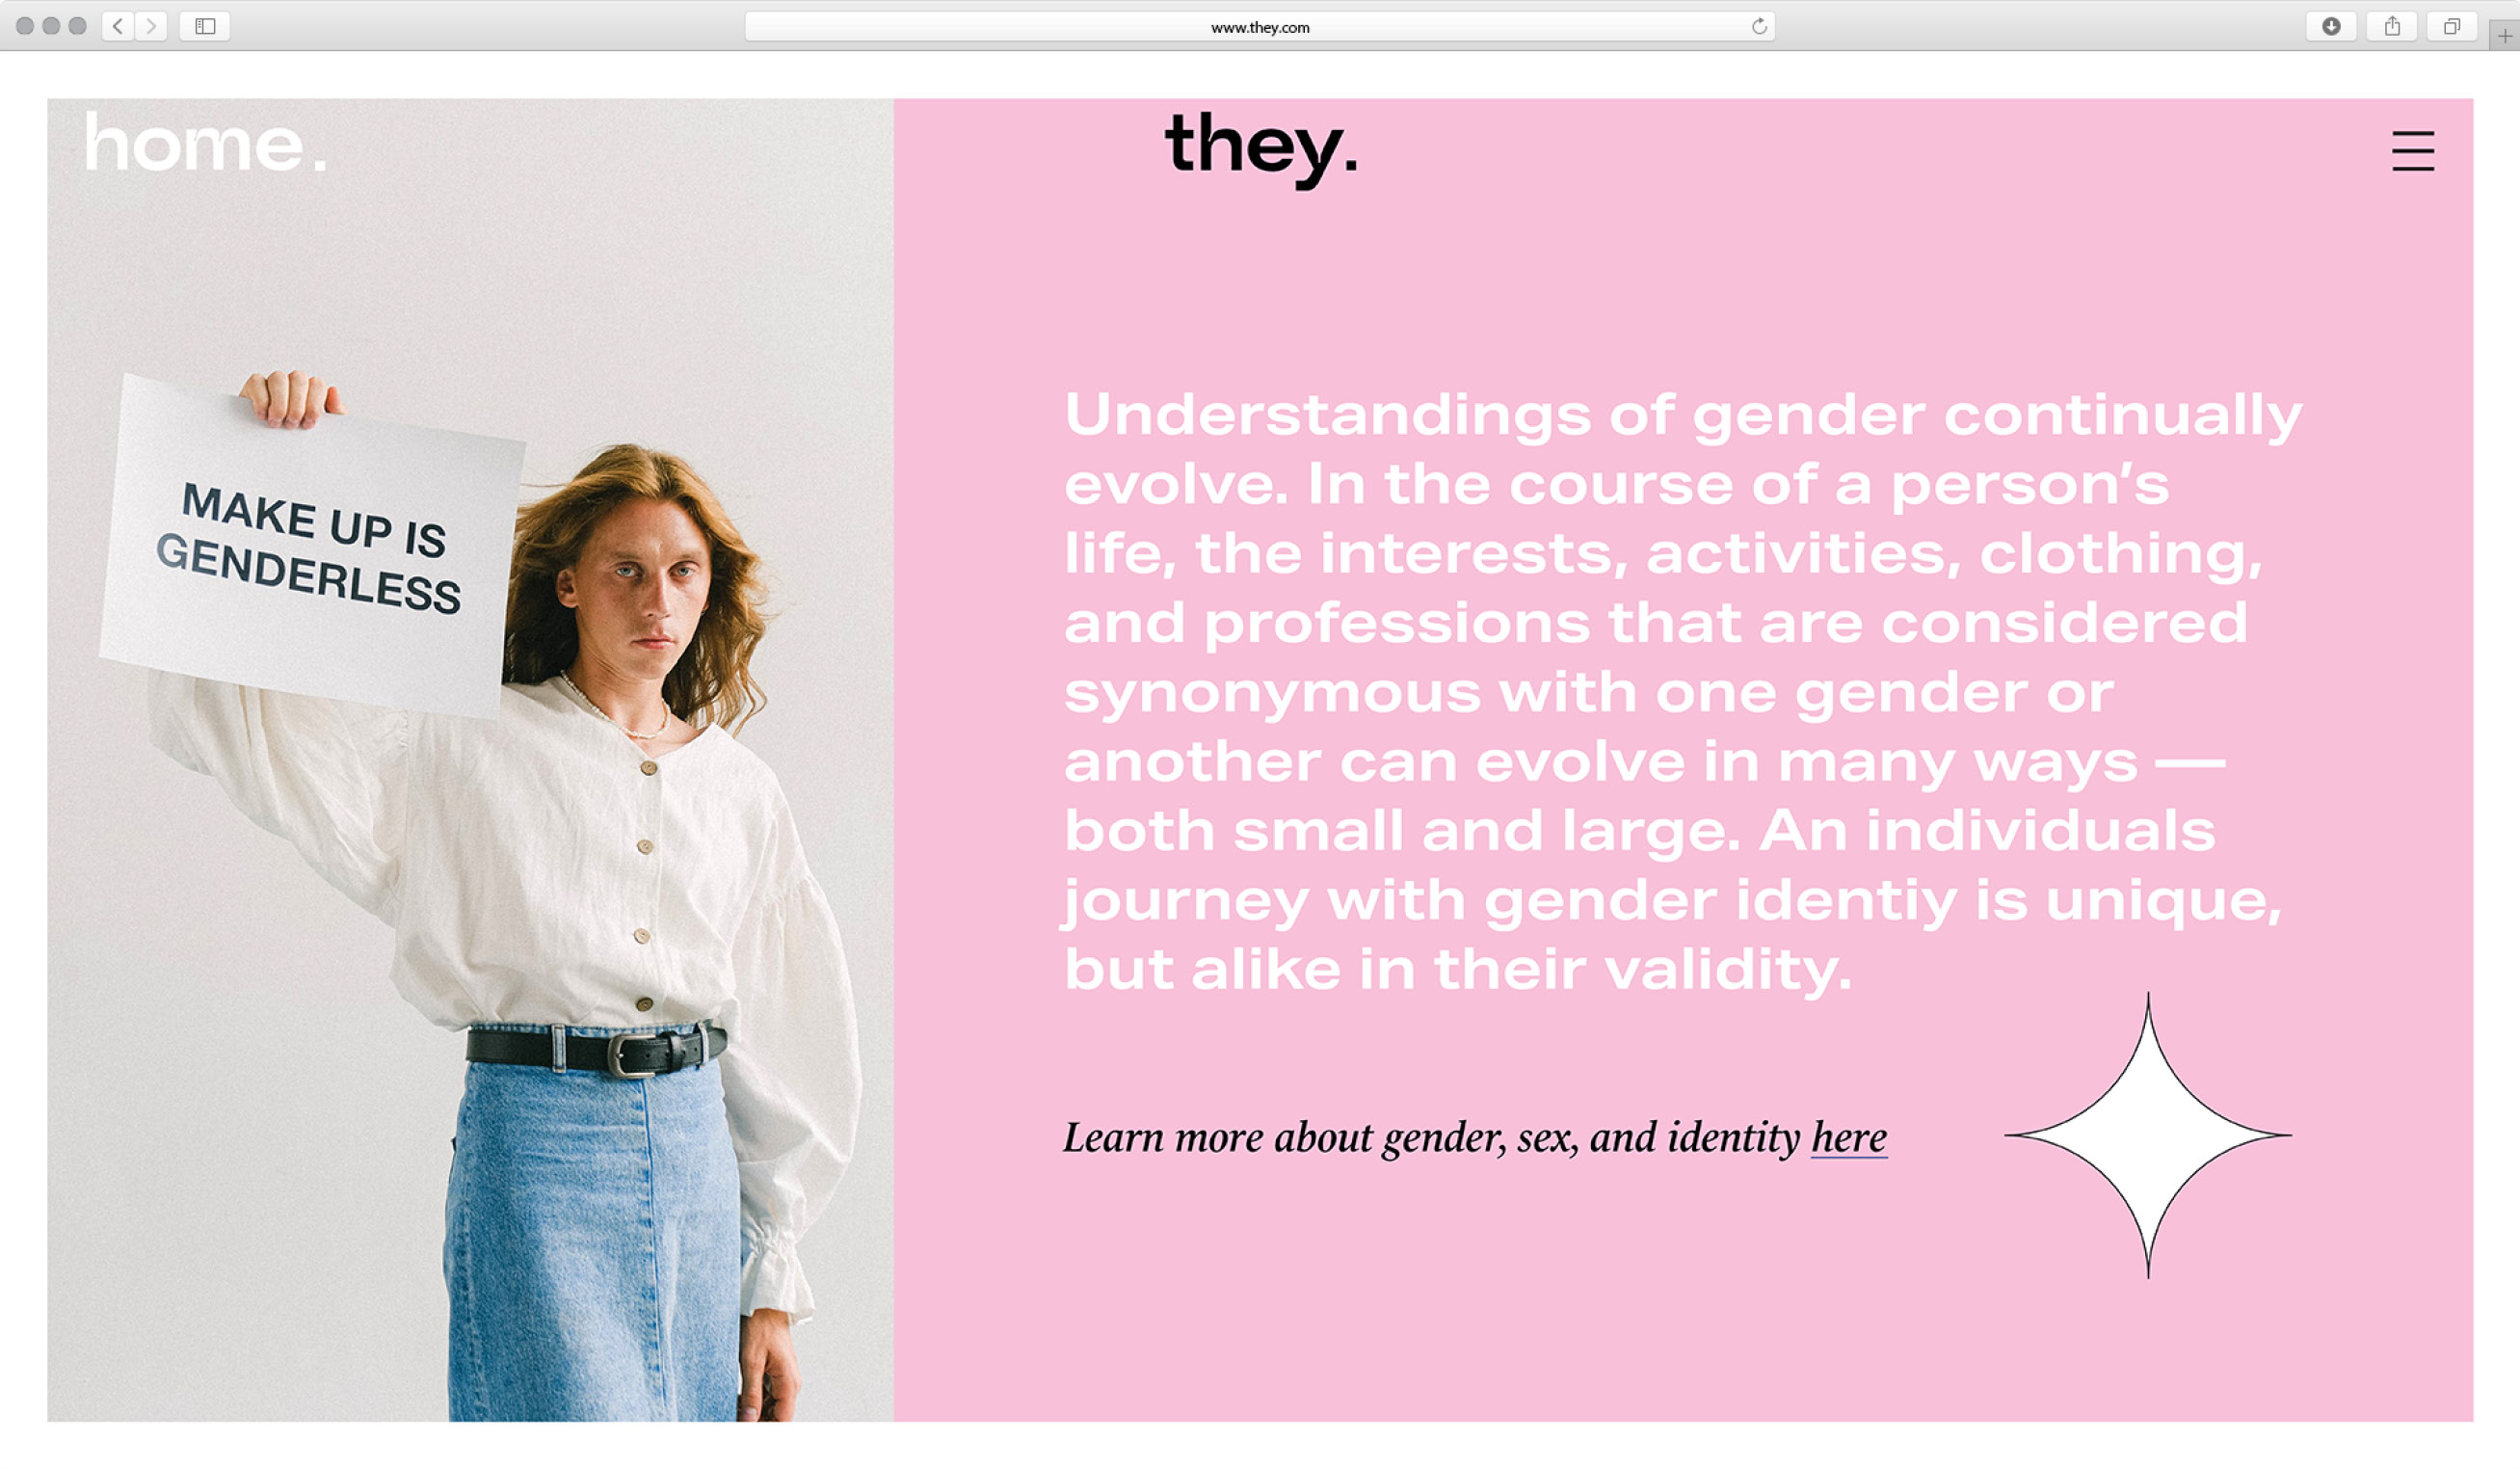 www.they.com
home.
they.
MAKE UP IS
GENDERLESS
Understandings of gender continually
evolve. In the course of a person’s
life, the interests, activities, clothing,
and professions that are considered
synonymous with one gender or
another can evolve in many ways —
both small and large. An individuals
journey with gender identiy is unique,
but alike in their validity.
Learn more about gender, sex, and identity here